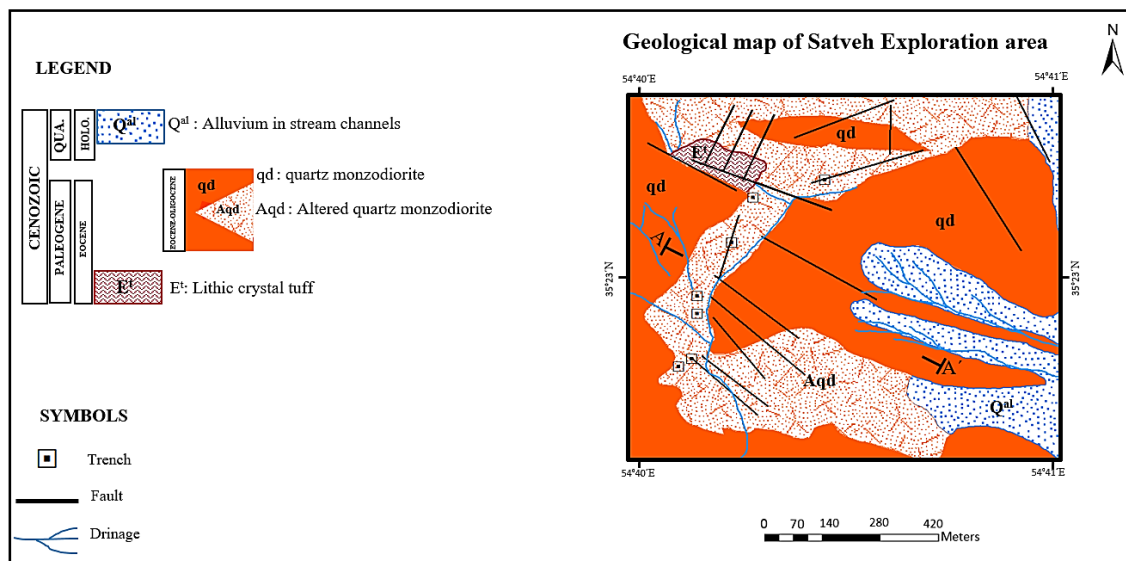 LEGEND
CENOZOIC
QUA.
HOLO.
Qal
Qal : Alluvium in stream channels
PALEOGENE
EOCENE
EOCENE-OLIGOCENE
qd
Aqd
qd : quartz monzodiorite
Aqd : Altered quartz monzodiorite
Et
Et: Lithic crystal tuff
SYMBOLS
Trench
Fault
Drinage
Geological map of Satveh Exploration area
N
54°40´E
54°41´E
qd
Et
qd
qd
A
35°23´N
35°23´N
A´
Aqd
Qal
54°40´E
54°41´E
0 70 140 280 420
Meters